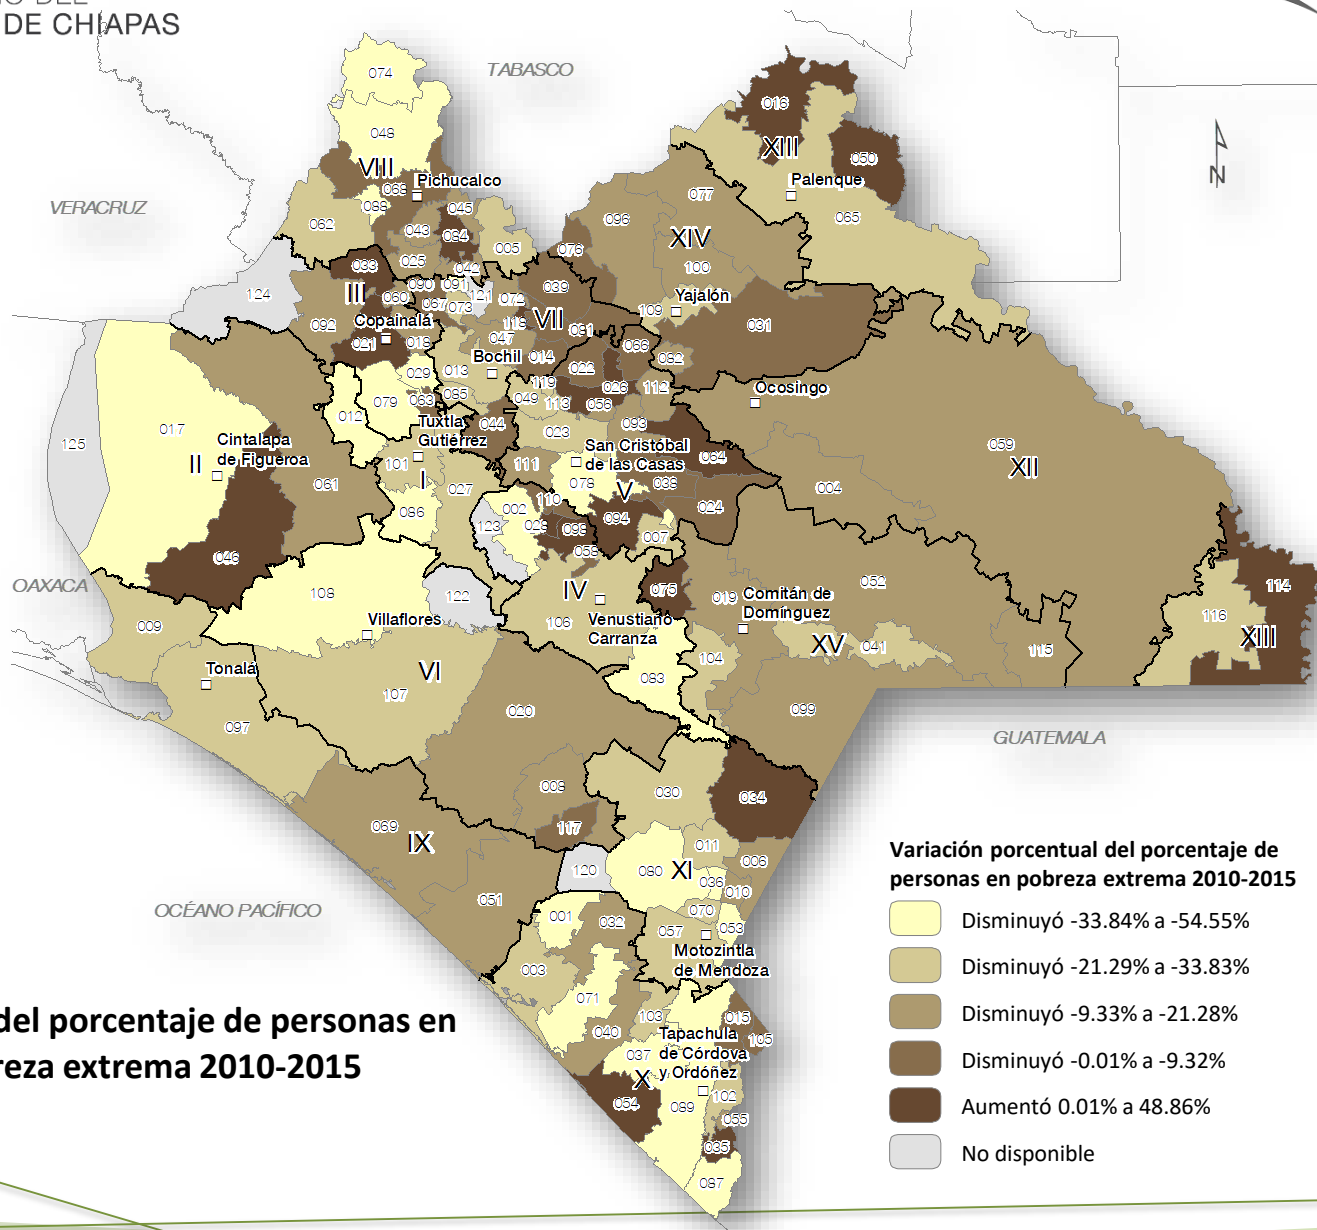 DE CHIAPAS
TABASCO
VERACRUZ
OAXACA
GUATEMALA
OCÉANO PACÍFICO
N
074
048
VIII
068
Pichucalco
088
062
043
045
084
005
025
042
016
XIII
050
Palenque
065
077
096
XIV
076
100
109
Yajalón
031
124
033
III
060
090
091
121
067
073
072
039
VII
092
Copainalá
021
018
118
081
047
066
029
013
Bochil
014
022
082
125
017
012
079
063
085
119
049
113
026
056
112
Ocosingo
Cintalapa
de Figueroa
II
061
Tuxtla
Gutiérrez
044
023
093
San Cristóbal
de las Casas
064
059
XII
101
I
027
111
078
V
038
024
004
086
002
110
123
028
098
094
007
058
046
108
122
IV
075
019
052
Comitán de
Domínguez
114
009
Villaflores
106
Venustiano
Carranza
116
XIII
Tonalá
VI
104
XV
041
115
107
083
097
020
099
008
030
034
069
IX
117
011
006
120
080
XI
036
010
051
070
001
032
057
053
Motozintla
de Mendoza
003
071
103
015
040
Tapachula
de Córdova
y Ordóñez
105
037
X
054
089
102
055
035
087
del porcentaje de personas en
reza extrema 2010-2015
Variación porcentual del porcentaje de
personas en pobreza extrema 2010-2015
Disminuyó -33.84% a -54.55%
Disminuyó -21.29% a -33.83%
Disminuyó -9.33% a -21.28%
Disminuyó -0.01% a -9.32%
Aumentó 0.01% a 48.86%
No disponible